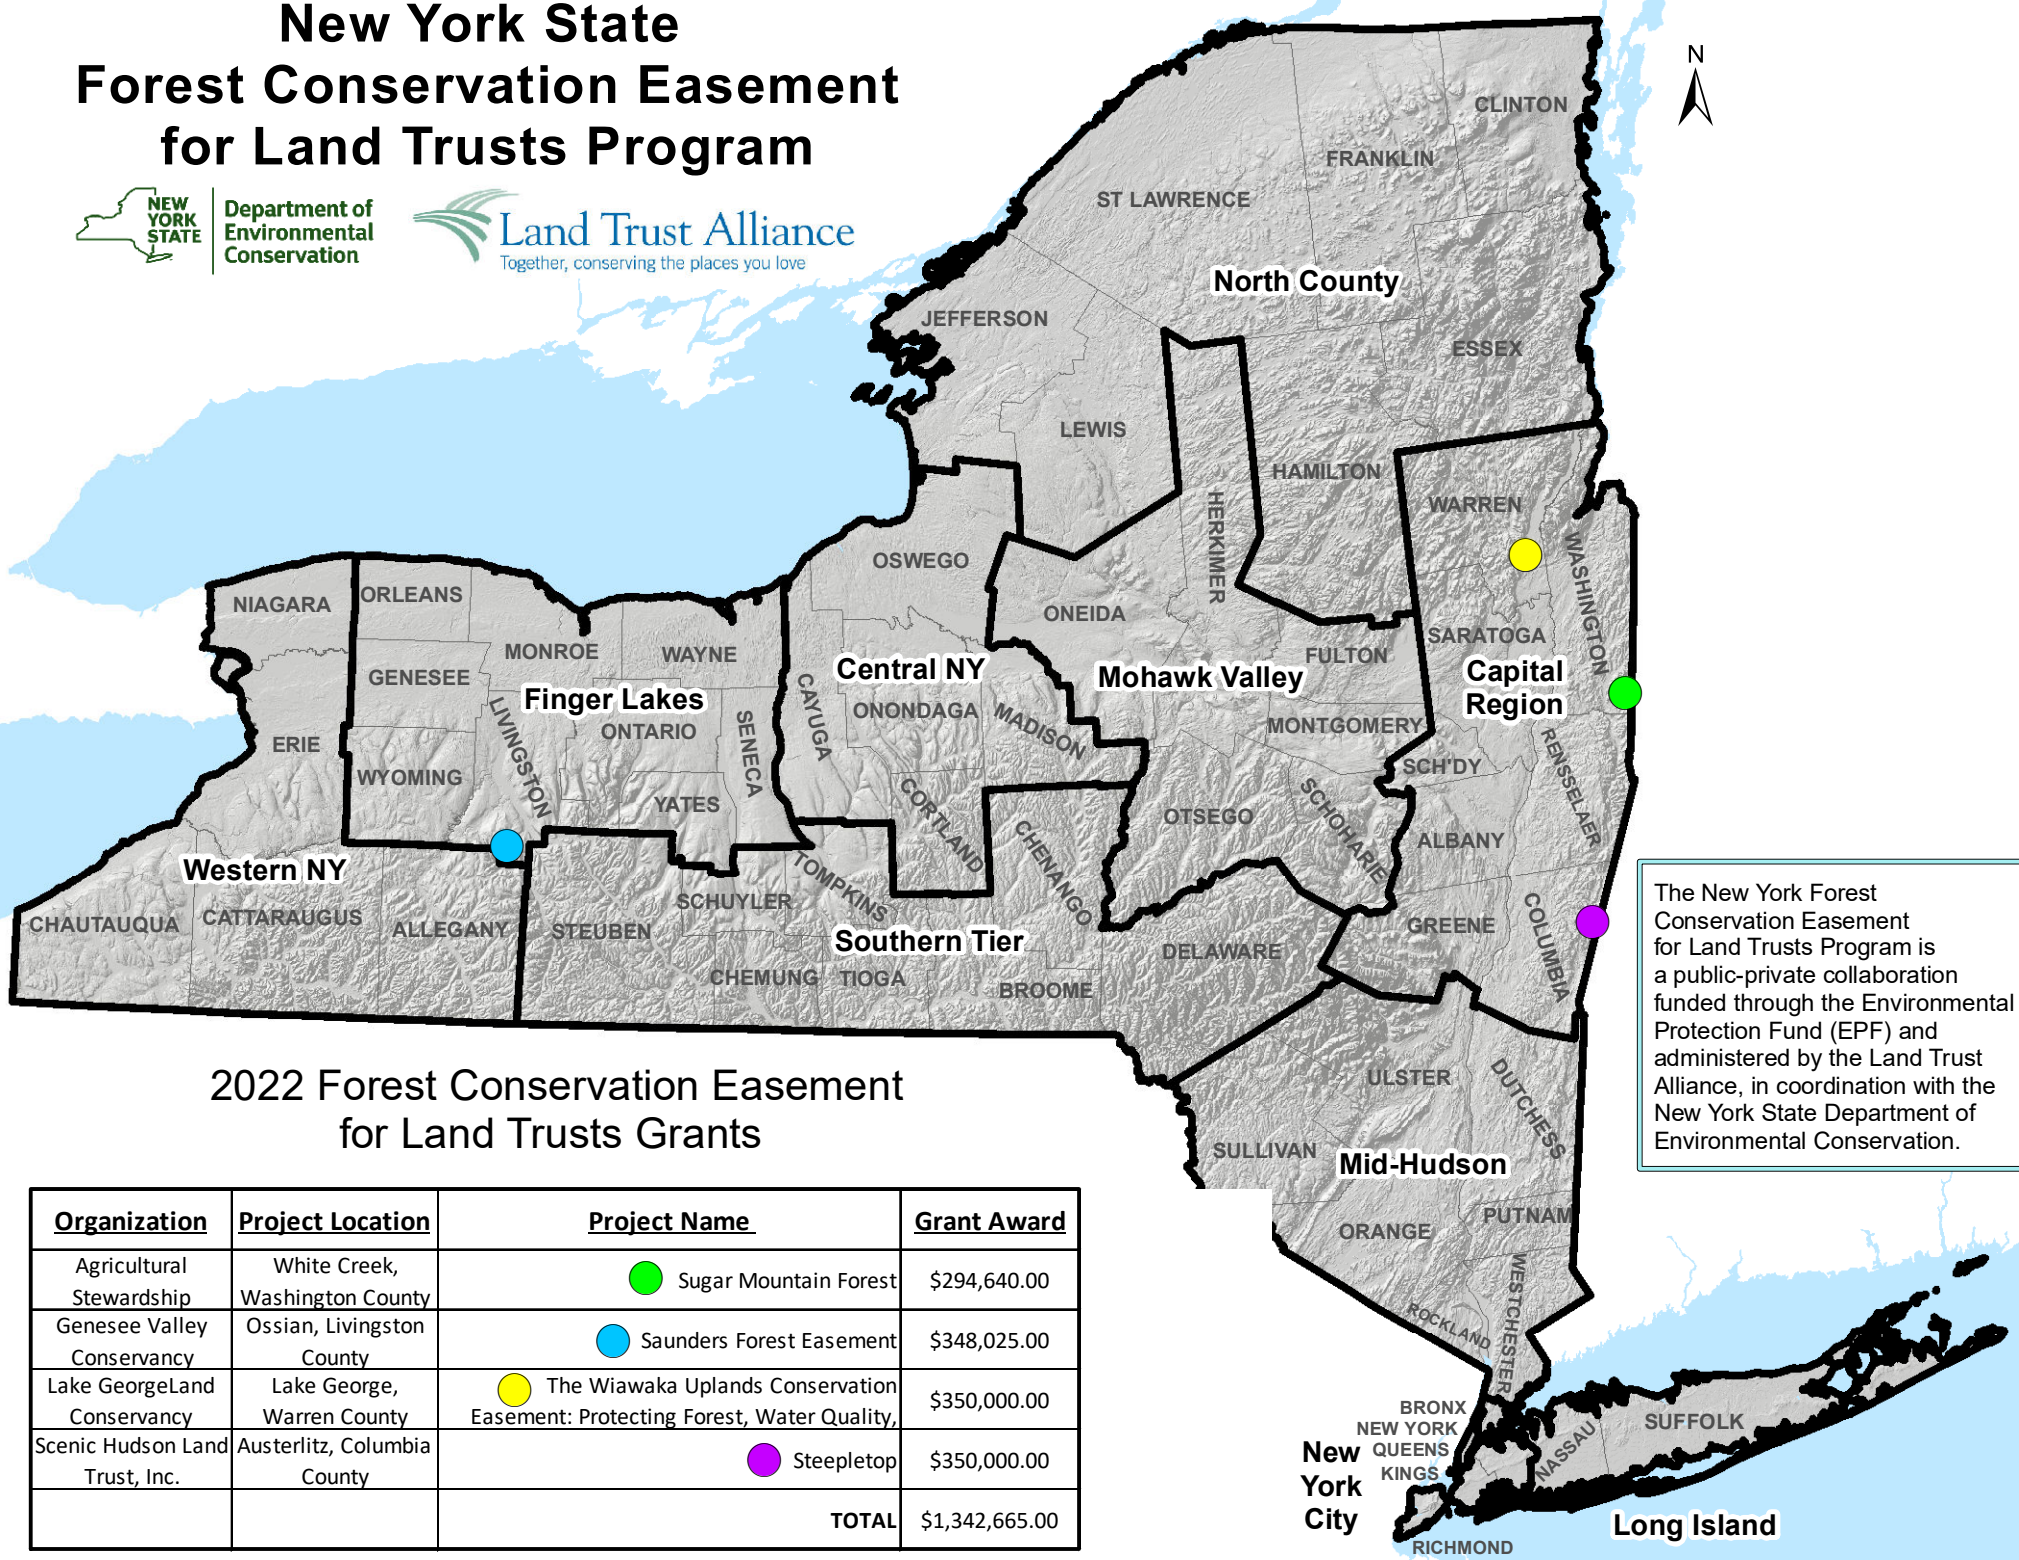 New York State
Forest Conservation Easement
for Land Trusts Program
NEW
YORK
STATE
Department of
Environmental
Conservation
Land Trust Alliance
Together, conserving the places you love
N
CLINTON
FRANKLIN
ST LAWRENCE
North County
JEFFERSON
ESSEX
LEWIS
HAMILTON
HERKIMER
WARREN
WASHINGTON
OSWEGO
ONEIDA
NIAGARA
ORLEANS
MONROE
WAYNE
GENESEE
Finger Lakes
LIVINGSTON
ONTARIO
SENECA
CAYUGA
Central NY
ONONDAGA
MADISON
Mohawk Valley
FULTON
MONTGOMERY
SARATOGA
Capital
Region
RENSSELAER
SCH'DY
ERIE
WYOMING
YATES
CORTLAND
CHENANGO
OTSEGO
SCHOHARIE
ALBANY
Western NY
CHAUTAUQUA
CATTARAUGUS
ALLEGANY
STEUBEN
SCHUYLER
TOMPKINS
Southern Tier
CHEMUNG
TIOGA
BROOME
DELAWARE
GREENE
COLUMBIA
The New York Forest
Conservation Easement
for Land Trusts Program is
a public-private collaboration
funded through the Environmental
Protection Fund (EPF) and
administered by the Land Trust
Alliance, in coordination with the
New York State Department of
Environmental Conservation.
ULSTER
DUTCHESS
SULLIVAN
Mid-Hudson
ORANGE
PUTNAM
ROCKLAND
WESTCHESTER
BRONX
NEW YORK
QUEENS
KINGS
New
York
City
RICHMOND
NASSAU
SUFFOLK
Long Island
2022 Forest Conservation Easement
for Land Trusts Grants
Organization Project Location Project Name Grant Award
Agricultural
Stewardship
White Creek,
Washington County
Sugar Mountain Forest
$294,640.00
Genesee Valley
Conservancy
Ossian, Livingston
County
Saunders Forest Easement
$348,025.00
Lake GeorgeLand
Conservancy
Lake George,
Warren County
The Wiawaka Uplands Conservation
Easement: Protecting Forest, Water Quality,
$350,000.00
Scenic Hudson Land
Trust, Inc.
Austerlitz, Columbia
County
Steepletop
$350,000.00
TOTAL
$1,342,665.00